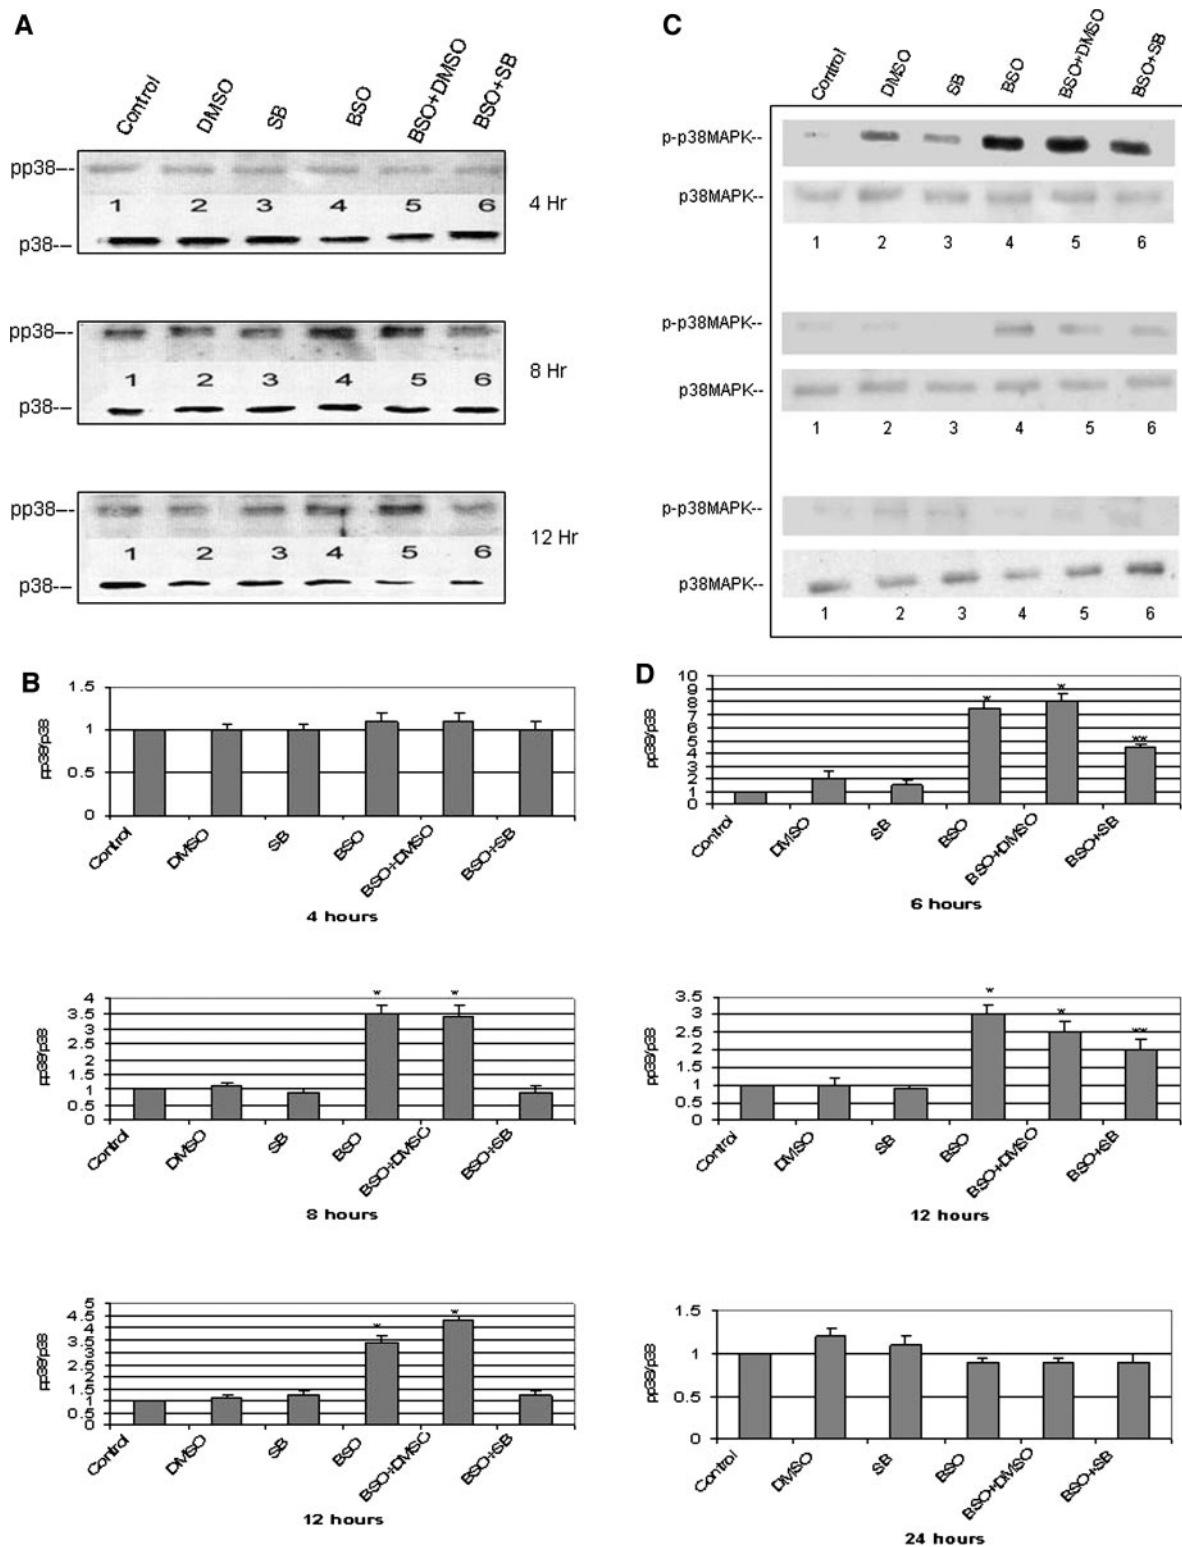 A
Control DMSO SB BSO BSO+DMSO BSO+SB
pp38---
1 2 3 4 5 6
4 Hr
p38---
pp38---
1 2 3 4 5 6
8 Hr
p38---
pp38---
1 2 3 4 5 6
12 Hr
p38---
B
1.5
1
0.5
0
pp38/p38
Control DMSO SB BSO BSO+DMSO BSO+SB
4 hours
4
3.5
3
2.5
2
1.5
1
0.5
0
pp38/p38
* *
Control DMSO SB BSO BSO+DMSO BSO+SB
8 hours
5
4.5
4
3.5
3
2.5
2
1.5
1
0.5
0
pp38/p38
* *
Control DMSO SB BSO BSO+DMSO BSO+SB
12 hours
C
Control DMSO SB BSO BSO+DMSO BSO+SB
p-p38MAPK--
p38MAPK--
1 2 3 4 5 6
p-p38MAPK--
p38MAPK--
1 2 3 4 5 6
p-p38MAPK--
p38MAPK--
1 2 3 4 5 6
D
10
9
8
7
6
5
4
3
2
1
0
pp38/p38
* * **
Control DMSO SB BSO BSO+DMSO BSO+SB
6 hours
3.5
3
2.5
2
1.5
1
0.5
0
pp38/p38
* * **
Control DMSO SB BSO BSO+DMSO BSO+SB
12 hours
1.5
1
0.5
0
pp38/p38
Control DMSO SB BSO BSO+DMSO BSO+SB
24 hours